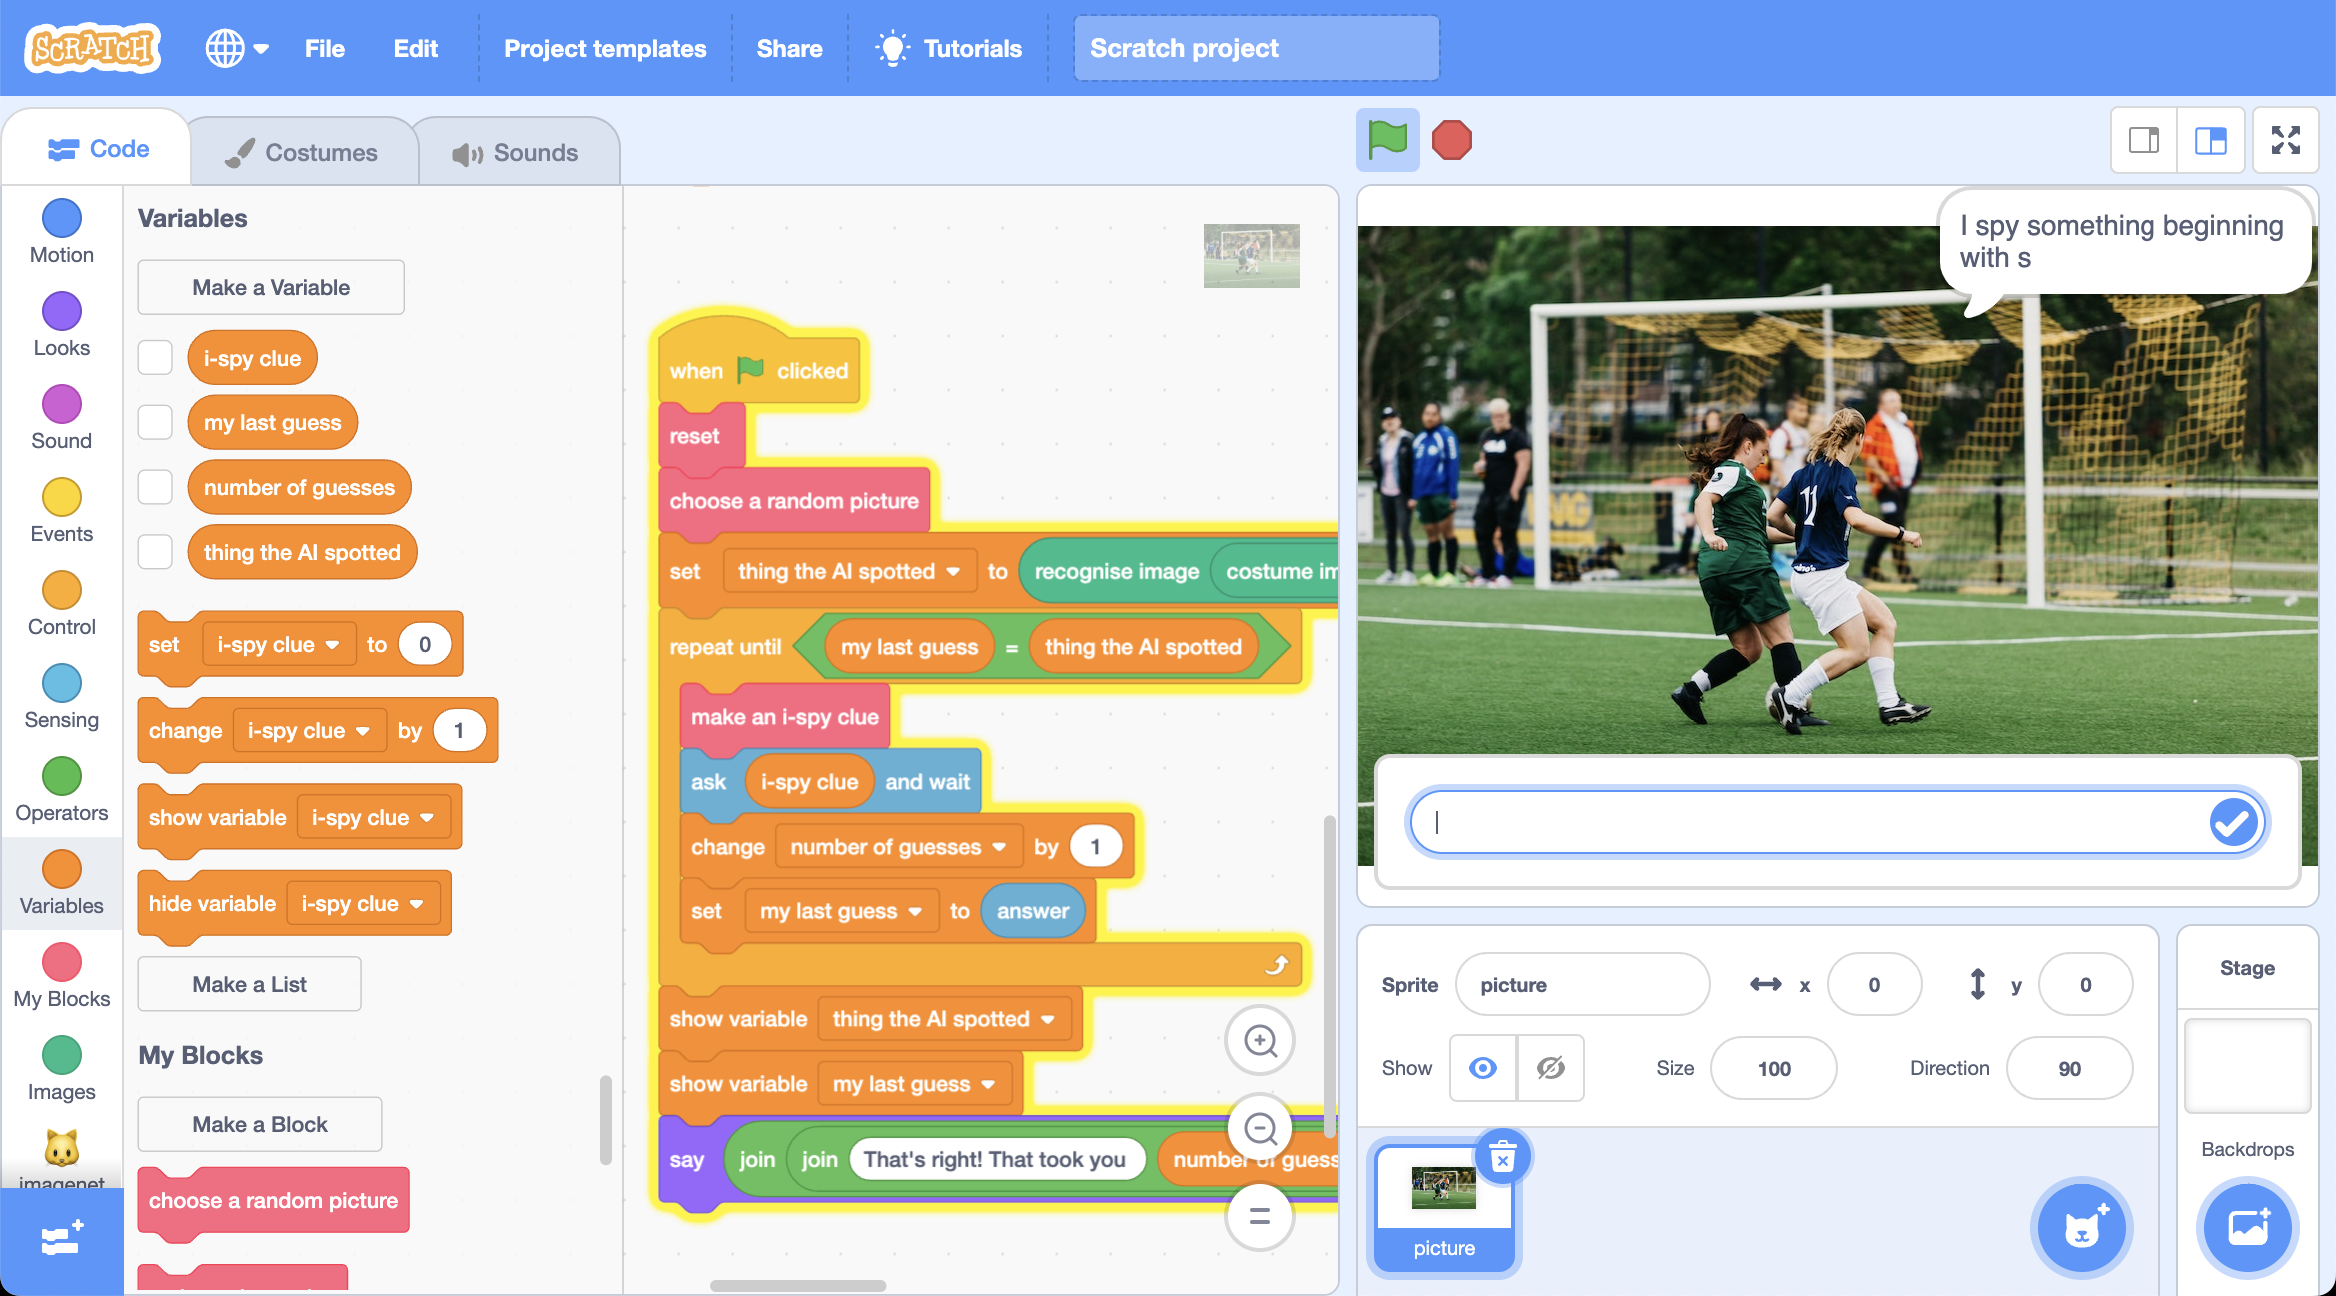 SCRATCH
File
Edit
Project templates
Share
Tutorials
Scratch project
Code
Costumes
Sounds
Motion
Looks
Sound
Events
Control
Sensing
Operators
Variables
My Blocks
Images
imagenet
Variables
Make a Variable
i-spy clue
my last guess
number of guesses
thing the AI spotted
set i-spy clue to 0
change i-spy clue by 1
show variable i-spy clue
hide variable i-spy clue
Make a List
My Blocks
Make a Block
choose a random picture
when clicked
reset
choose a random picture
set thing the AI spotted to recognise image costume im
repeat until my last guess = thing the AI spotted
make an i-spy clue
ask i-spy clue and wait
change number of guesses by 1
set my last guess to answer
show variable thing the AI spotted
show variable my last guess
say join join That's right! That took you number of guess
I spy something beginning
with s
11
Sprite picture x 0 y 0
Show Size 100 Direction 90
picture
Stage
Backdrops